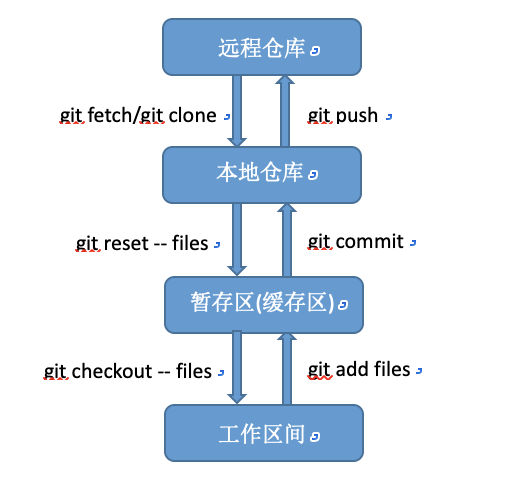 远程仓库
git fetch/git clone
git push
本地仓库
git reset -- files
git commit
暂存区(缓存区)
git checkout -- files
git add files
工作区间